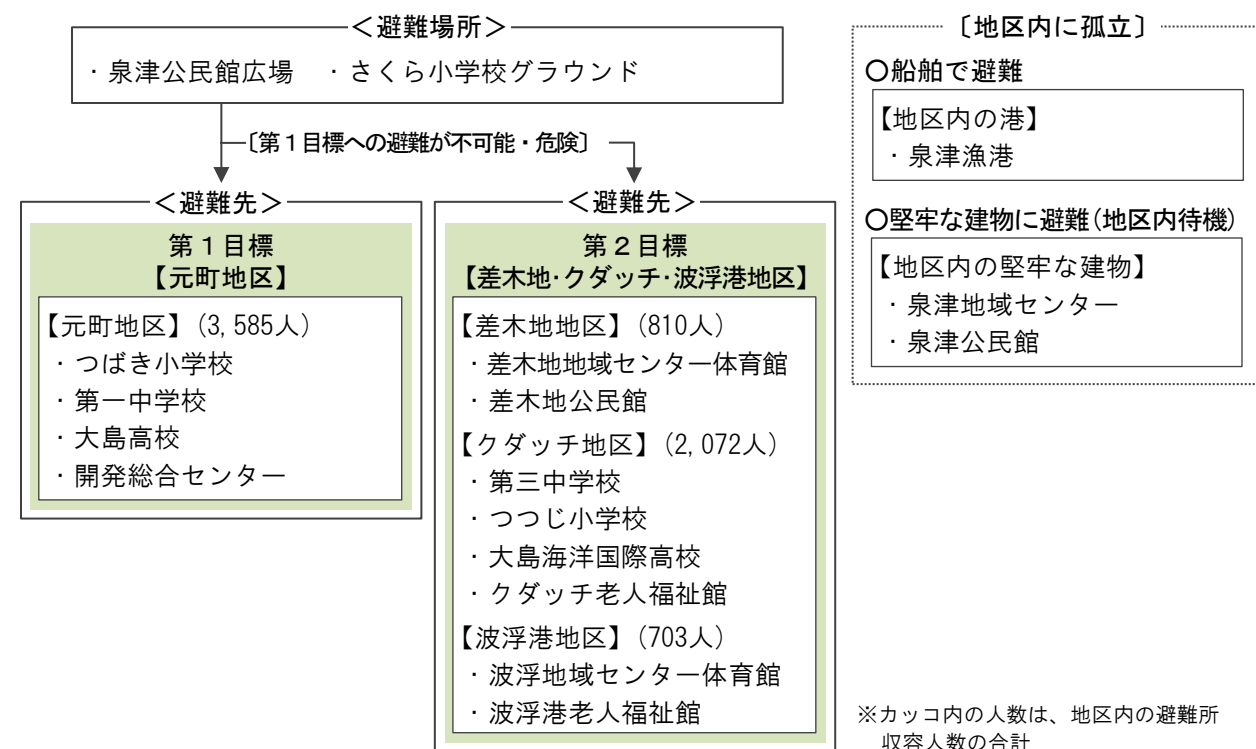 ＜避難場所＞
・泉津公民館広場　・さくら小学校グラウンド
〔第１目標への避難が不可能・危険〕
＜避難先＞
第１目標
【元町地区】
【元町地区】(3,585人)
・つばき小学校
・第一中学校
・大島高校
・開発総合センター
＜避難先＞
第２目標
【差木地･クダッチ･波浮港地区】
【差木地地区】(810人)
・差木地地域センター体育館
・差木地公民館
【クダッチ地区】(2,072人)
・第三中学校
・つつじ小学校
・大島海洋国際高校
・クダッチ老人福祉館
【波浮港地区】(703人)
・波浮地域センター体育館
・波浮港老人福祉館
〔地区内に孤立〕
○船舶で避難
【地区内の港】
・泉津漁港
○堅牢な建物に避難(地区内待機)
【地区内の堅牢な建物】
・泉津地域センター
・泉津公民館
※カッコ内の人数は、地区内の避難所
収容人数の合計